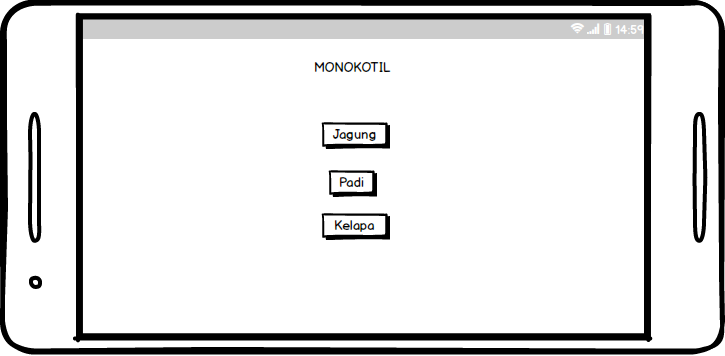 14:59
MONOKOTIL
Jagung
Padi
Kelapa